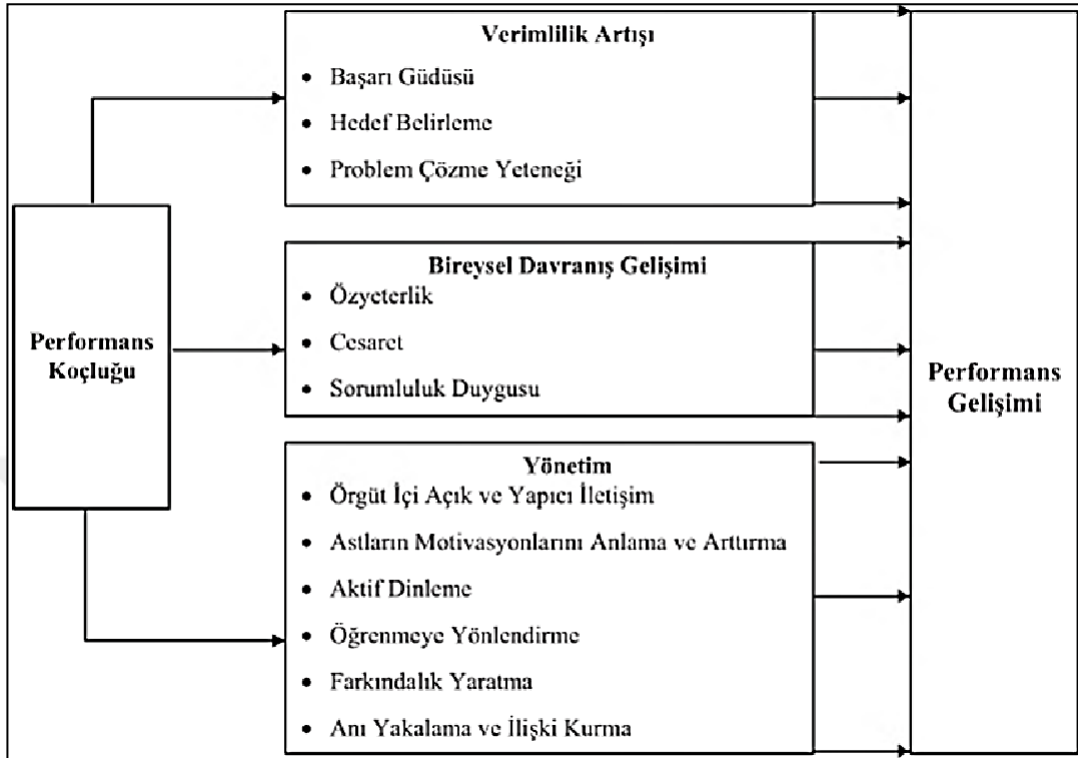 Verimlilik Artışı
• Başarı Güdüsü
• Hedef Belirleme
• Problem Çözme Yeteneği
Performans
Koçluğu
Bireysel Davranış Gelişimi
• Özyeterlik
• Cesaret
• Sorumluluk Duygusu
Yönetim
• Örgüt İçi Açık ve Yapıcı İletişim
• Astların Motivasyonlarını Anlama ve Arttırma
• Aktif Dinleme
• Öğrenmeye Yönlendirme
• Farkındalık Yaratma
• Anı Yakalama ve İlişki Kurma
Performans
Gelişimi